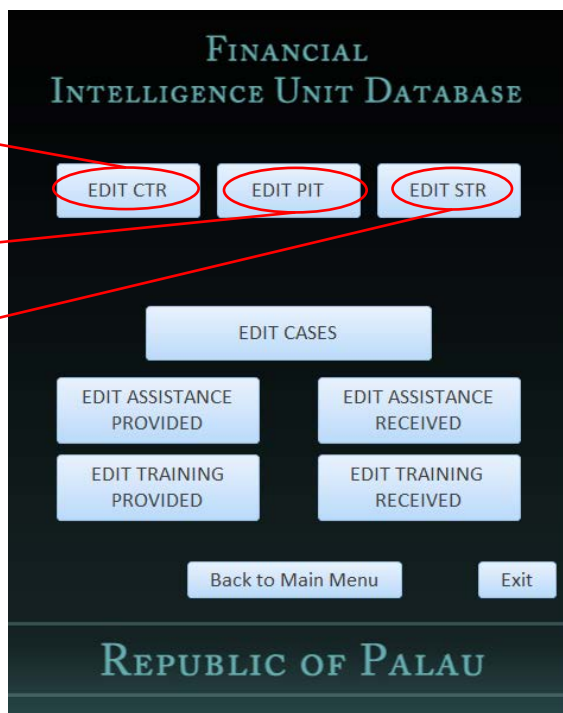 Financial
Intelligence Unit Database
EDIT CTR EDIT PIT EDIT STR
EDIT CASES
EDIT ASSISTANCE PROVIDED
EDIT ASSISTANCE RECEIVED
EDIT TRAINING PROVIDED
EDIT TRAINING RECEIVED
Back to Main Menu Exit
Republic of Palau